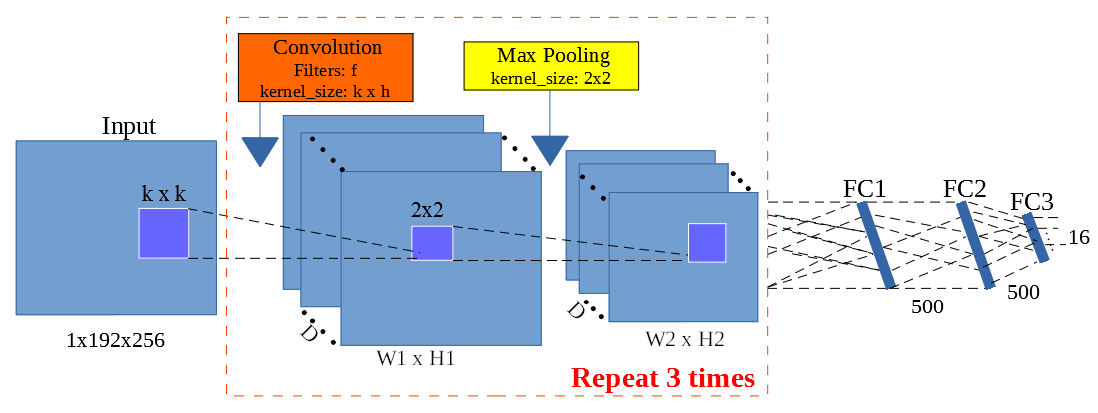 Convolution
Filters: f
kernel_size: k x h
Max Pooling
kernel_size: 2x2
Input
k x k
2x2
FC1
FC2
FC3
16
500
500
D
D
1x192x256
W1 x H1
W2 x H2
Repeat 3 times